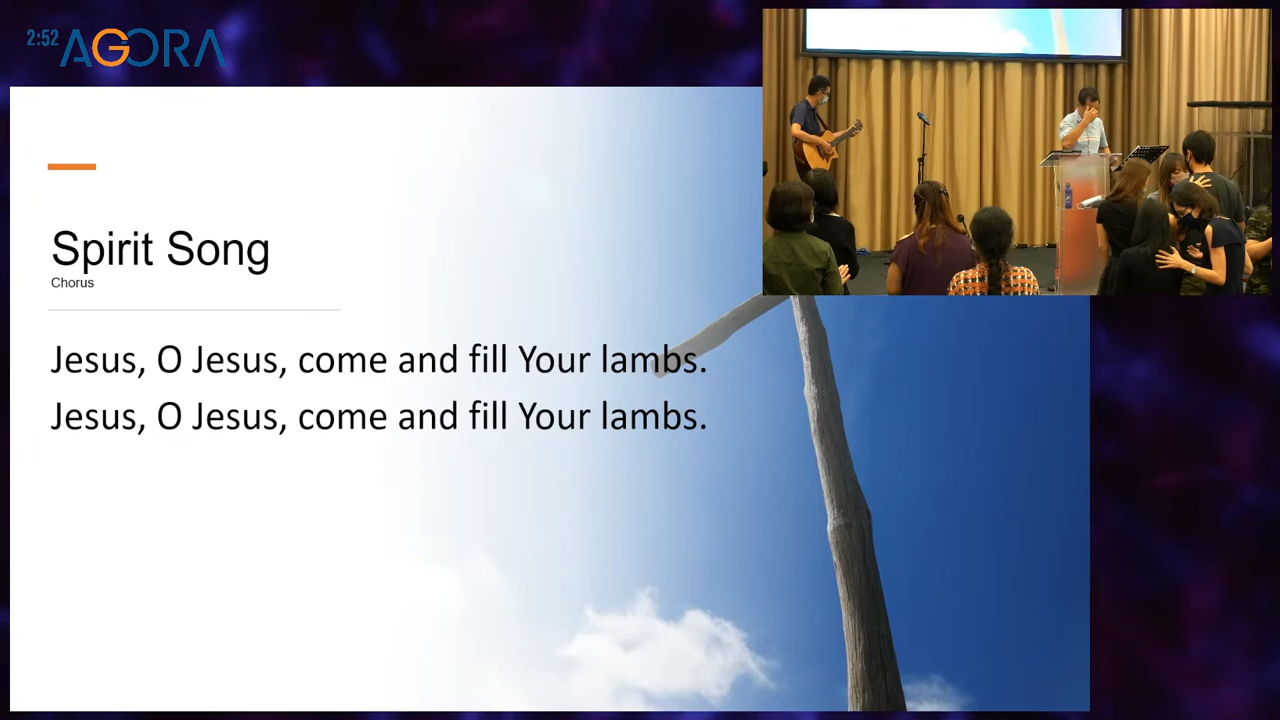 2:52 AGORA
Spirit Song
Chorus
Jesus, O Jesus, come and fill Your lambs.
Jesus, O Jesus, come and fill Your lambs.